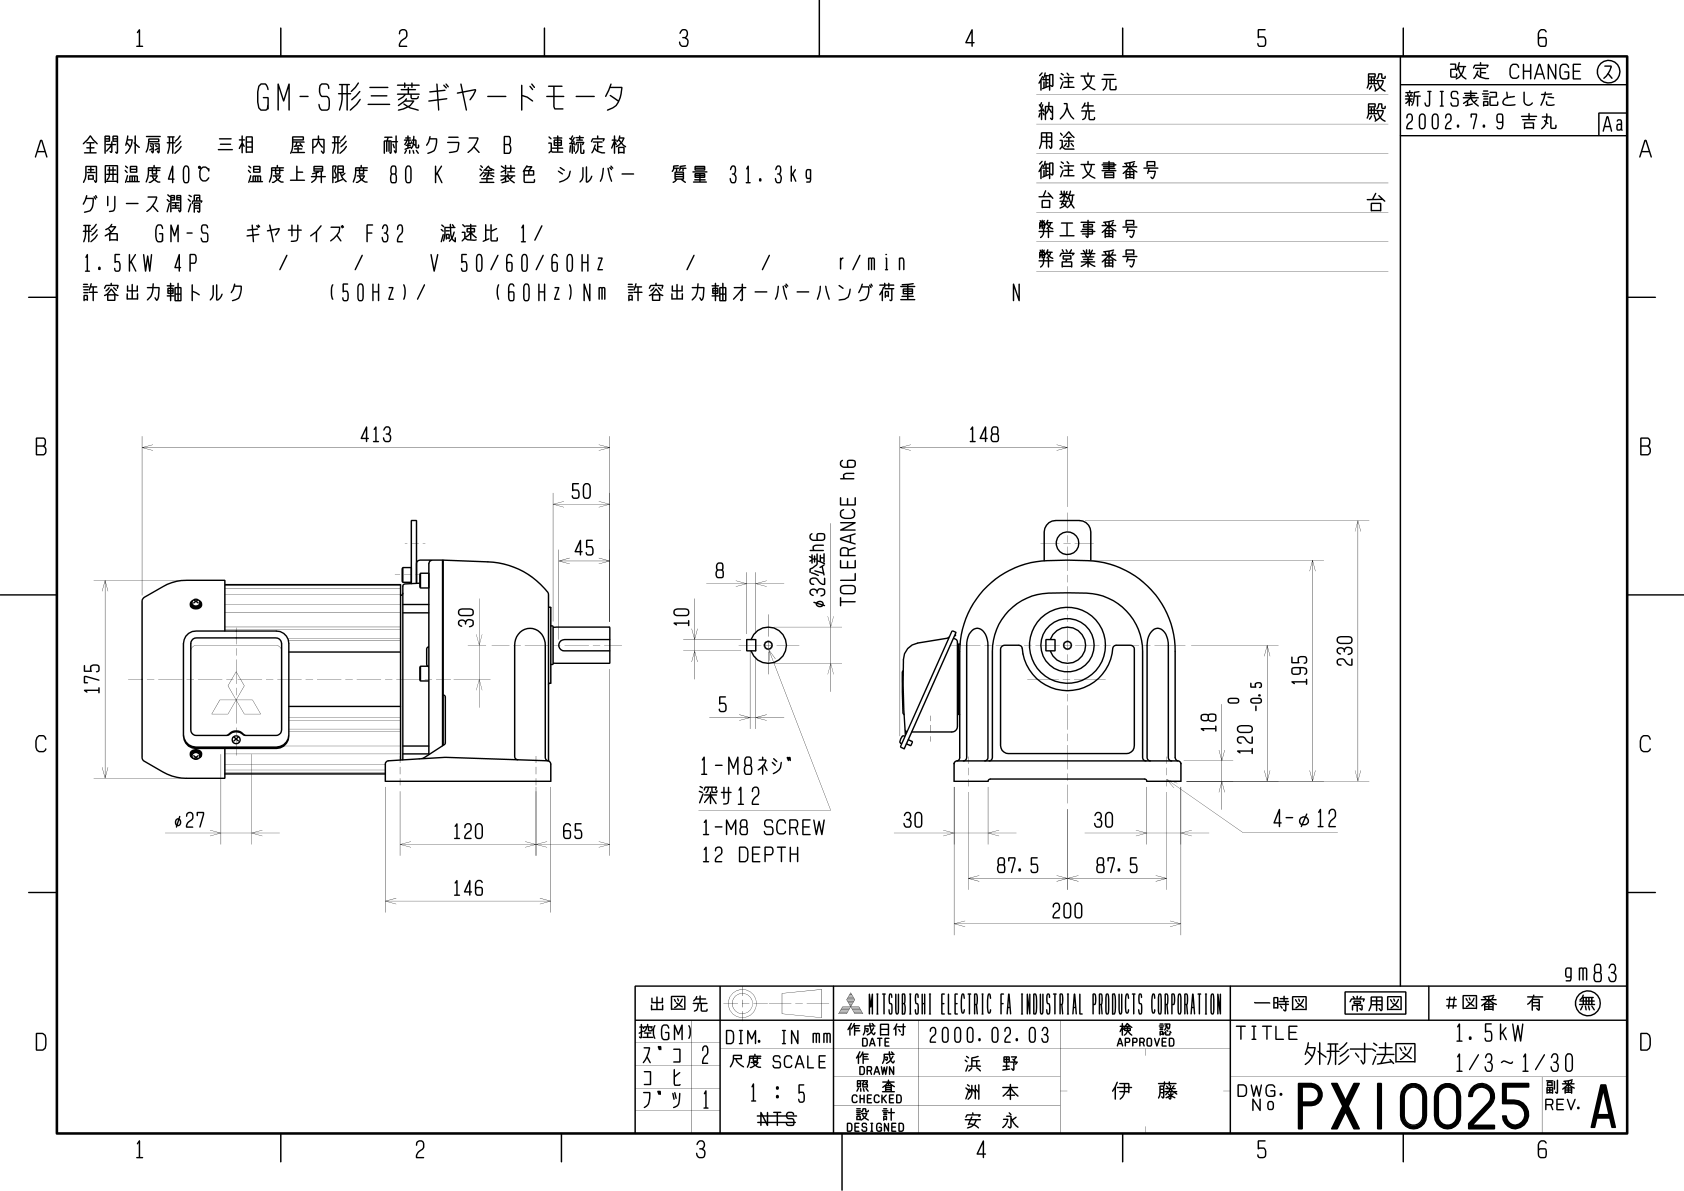 1 2 3 4 5 6
GM-S形三菱ギヤードモータ
全閉外扇形 三相 屋内形 耐熱クラス B 連続定格
周囲温度40℃ 温度上昇限度 80 K 塗装色 シルバー 質量 31.3kg
グリース潤滑
形名 GM-S ギヤサイズ F32 減速比 1/
1.5KW 4P / / V 50/60/60Hz / / r/min
許容出力軸トルク (50Hz)/ (60Hz)Nm 許容出力軸オーバーハング荷重 N
御注文元 殿
納入先 殿
用途
御注文書番号
台数 台
弊工事番号
弊営業番号
改定 CHANGE ス
新JIS表記とした
2002.7.9 吉丸 Aa
A A
B B
C C
D D
413
50
45
30
175
φ27
120 65
146
8
10
5
φ32公差h6
TOLERANCE h6
1-M8ネジ
深サ12
1-M8 SCREW
12 DEPTH
148
230
195
18
120 0 -0.5
4-φ12
30 30
87.5 87.5
200
gm83
出図先
控(GM)
スﾞコ 2
コヒ
フﾞツ 1
DIM. IN mm
尺度 SCALE
1 : 5
NTS
MITSUBISHI ELECTRIC FA INDUSTRIAL PRODUCTS CORPORATION
作成日付 DATE 2000.02.03
作成 DRAWN 浜野
照査 CHECKED 洲本
設計 DESIGNED 安永
検認 APPROVED
伊藤
一時図 常用図 #図番 有 無
TITLE 1.5kW
外形寸法図 1/3~1/30
DWG. No PX10025 副番 REV. A
1 2 3 4 5 6